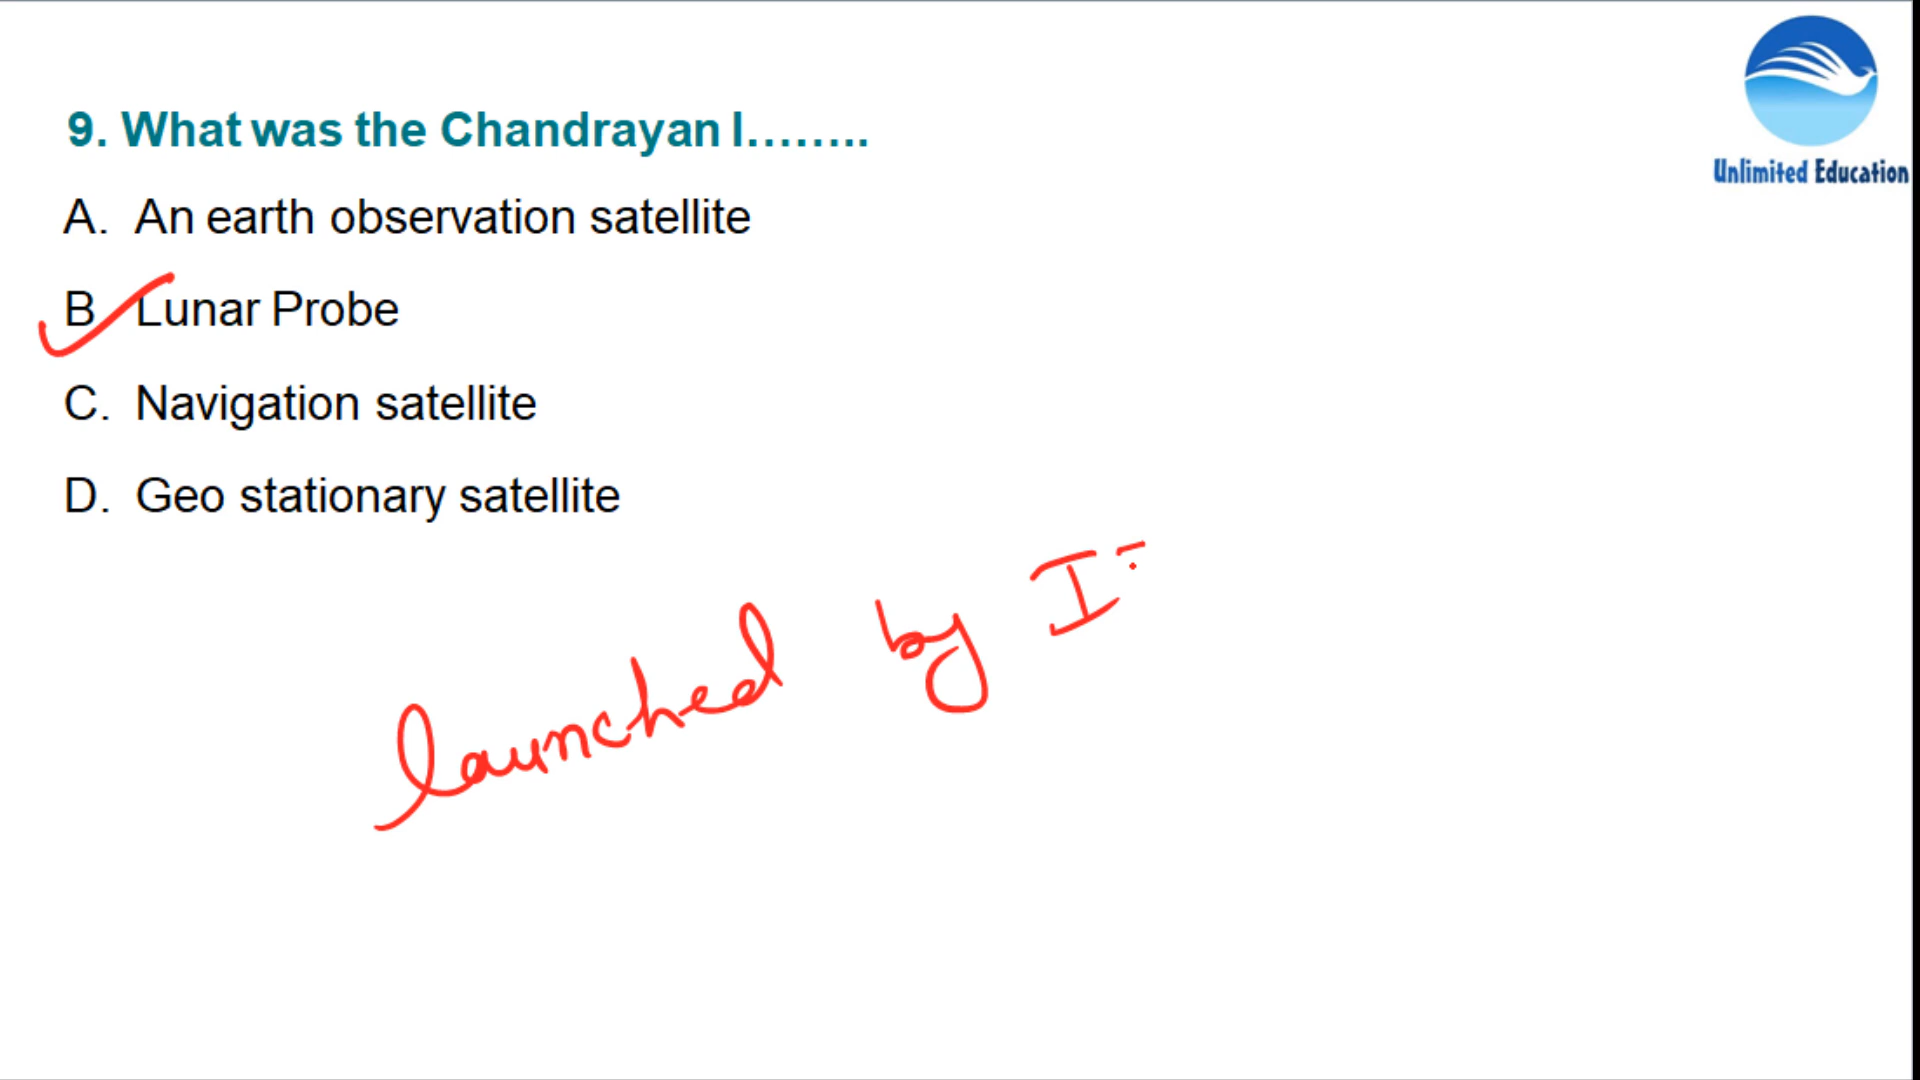 Unlimited Education
9. What was the Chandrayan I........
A. An earth observation satellite
B Lunar Probe
C. Navigation satellite
D. Geo stationary satellite
launched by I